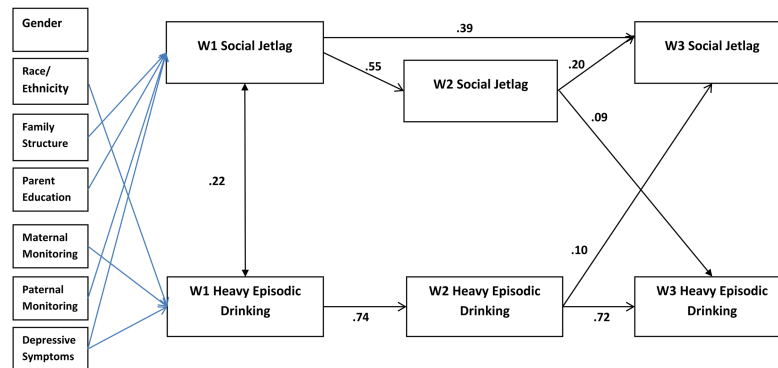 Gender
Race/
Ethnicity
Family
Structure
Parent
Education
Maternal
Monitoring
Paternal
Monitoring
Depressive
Symptoms
W1 Social Jetlag
.39
W3 Social Jetlag
.55
W2 Social Jetlag
.20
.09
.22
.10
W1 Heavy Episodic
Drinking
.74
W2 Heavy Episodic
Drinking
.72
W3 Heavy Episodic
Drinking